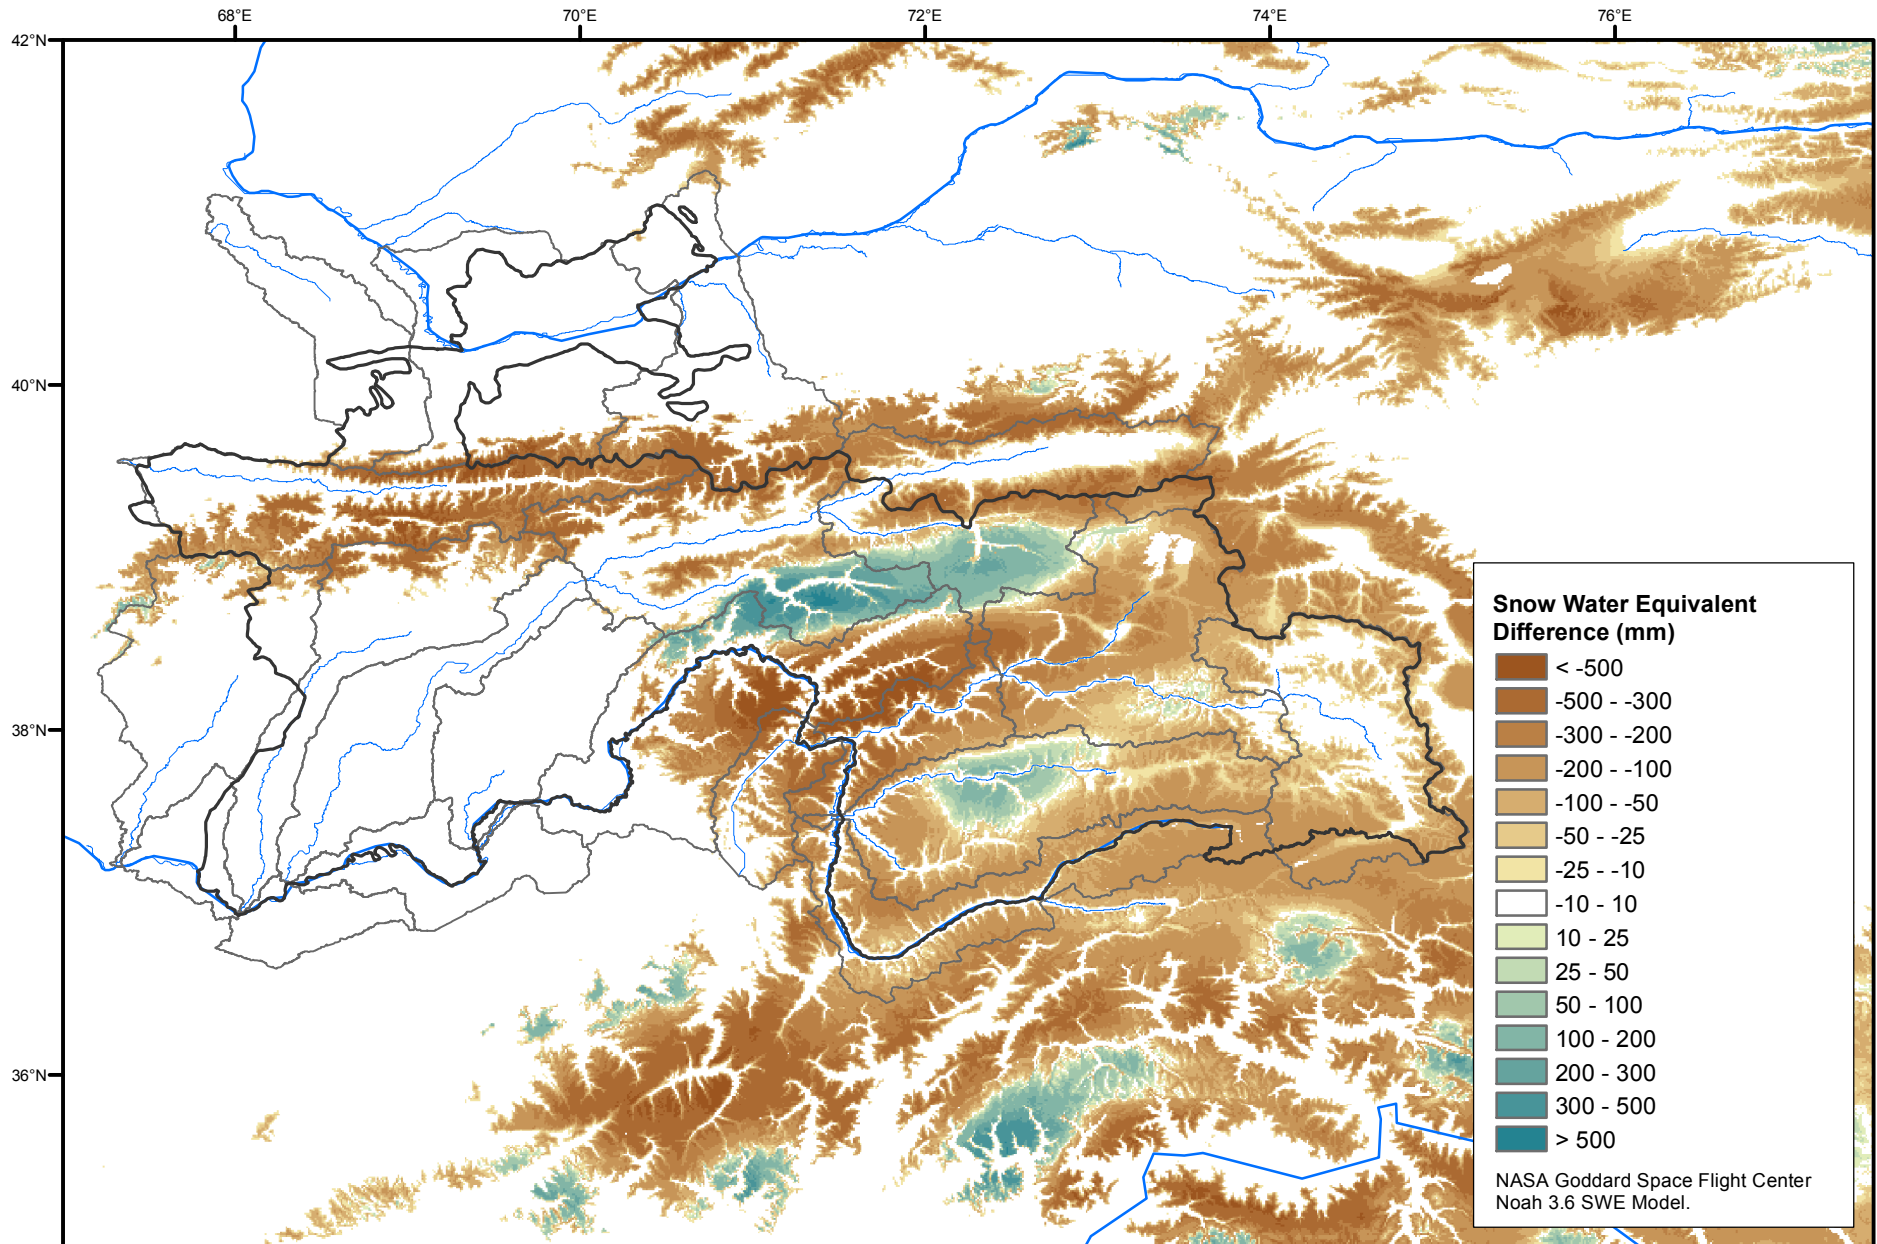 68°E
70°E
72°E
74°E
76°E
42°N
40°N
38°N
36°N
Snow Water Equivalent
Difference (mm)
< -500
-500 - -300
-300 - -200
-200 - -100
-100 - -50
-50 - -25
-25 - -10
-10 - 10
10 - 25
25 - 50
50 - 100
100 - 200
200 - 300
300 - 500
> 500
NASA Goddard Space Flight Center
Noah 3.6 SWE Model.